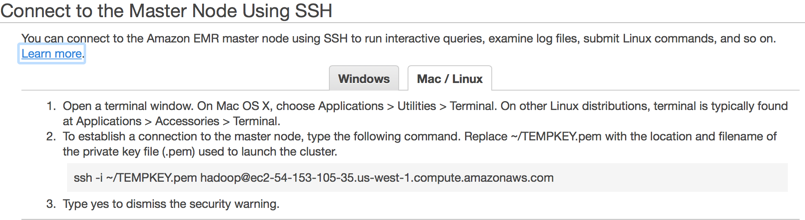 Connect to the Master Node Using SSH
You can connect to the Amazon EMR master node using SSH to run interactive queries, examine log files, submit Linux commands, and so on.
Learn more.
Windows
Mac / Linux
1. Open a terminal window. On Mac OS X, choose Applications > Utilities > Terminal. On other Linux distributions, terminal is typically found
at Applications > Accessories > Terminal.
2. To establish a connection to the master node, type the following command. Replace ~/TEMPKEY.pem with the location and filename of
the private key file (.pem) used to launch the cluster.
ssh -i ~/TEMPKEY.pem hadoop@ec2-54-153-105-35.us-west-1.compute.amazonaws.com
3. Type yes to dismiss the security warning.